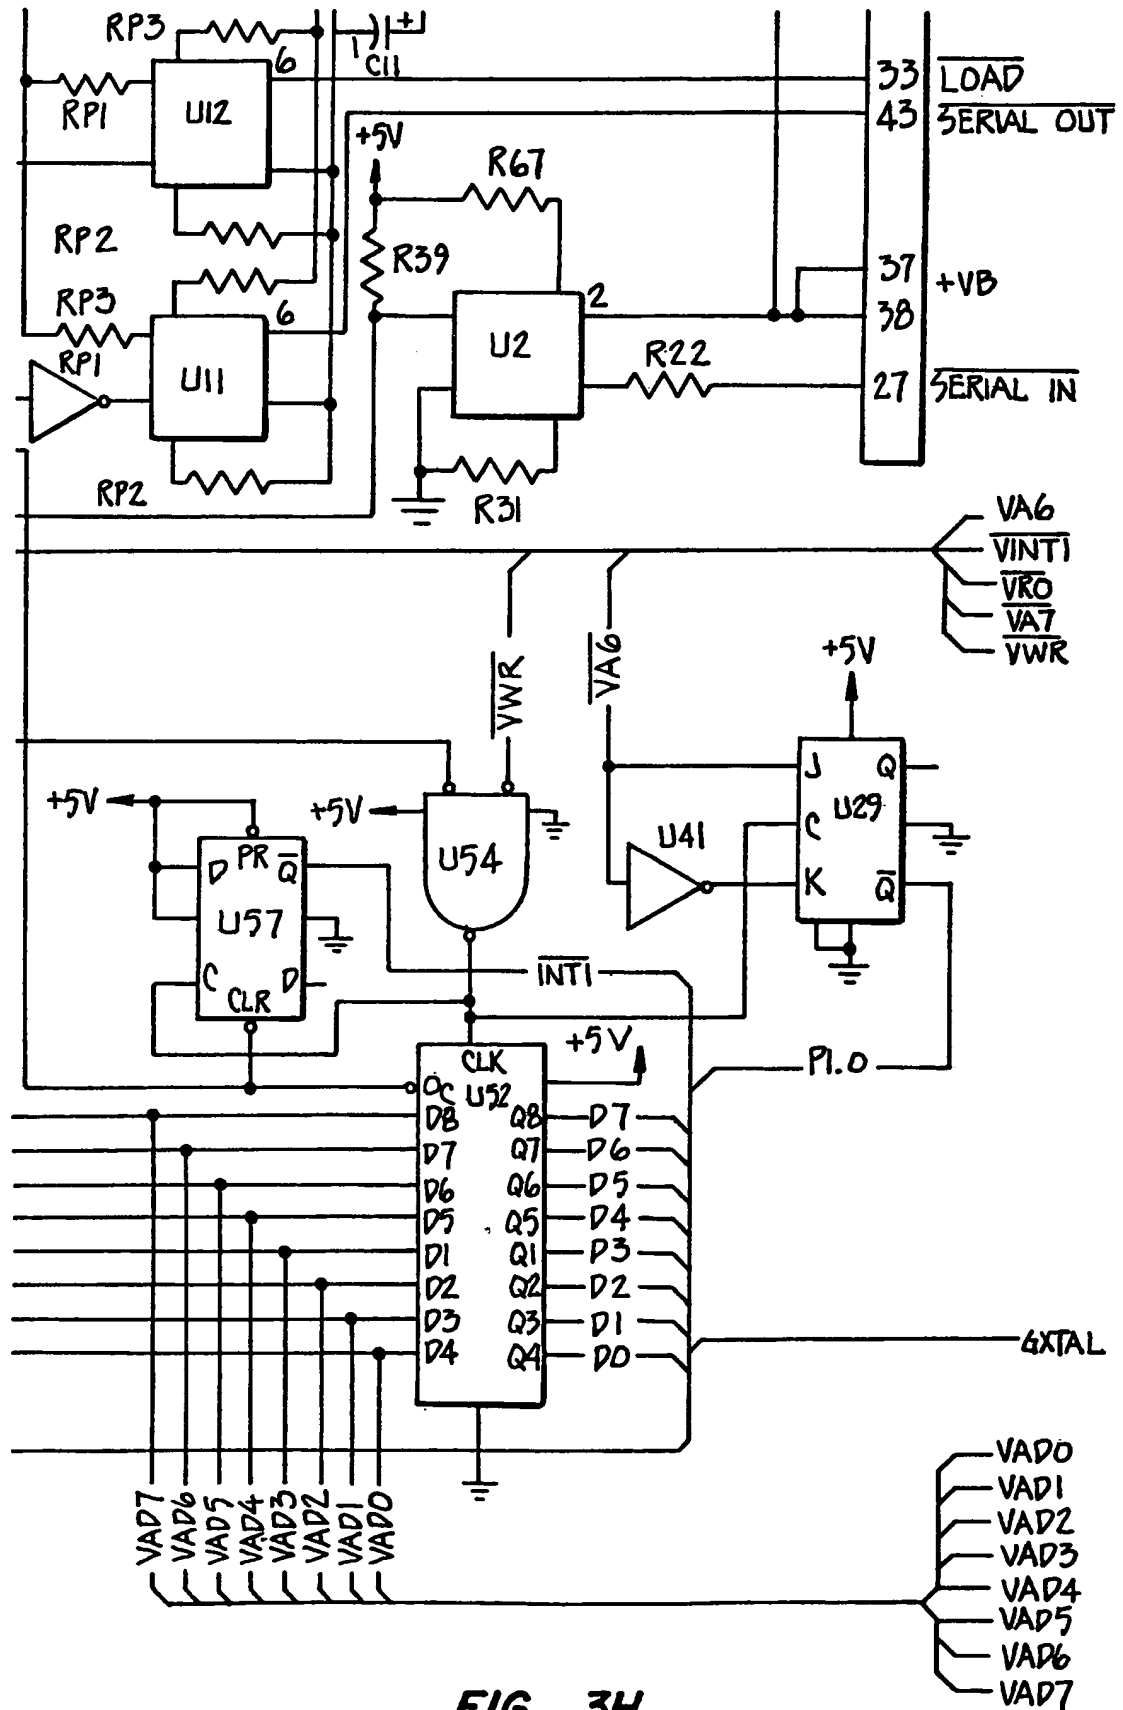 RP3
+
C11
6
33 LOAD
RP1
U12
43 SERIAL OUT
+5V
R67
RP2
R39
37
+VB
RP3
6
2
38
U2
RP1
U11
R22
27 SERIAL IN
RP2
R31
VA6
VINT1
VRO
VA7
VWR
+5V
VWR
VA6
J Q
+5V
+5V
U41
C U29
PR
D Q
U54
K Q
U57
INT1
C D
CLR
+5V
P1.0
CLK
OC U52
D8 Q8 D7
D7 Q7 D6
D6 Q6 D5
D5 Q5 D4
D1 Q1 D3
D2 Q2 D2
D3 Q3 D1
D4 Q4 D0
GXTAL
VAD7
VAD6
VAD5
VAD4
VAD3
VAD2
VAD1
VAD0
VAD0
VAD1
VAD2
VAD3
VAD4
VAD5
VAD6
VAD7
FIG. 3H